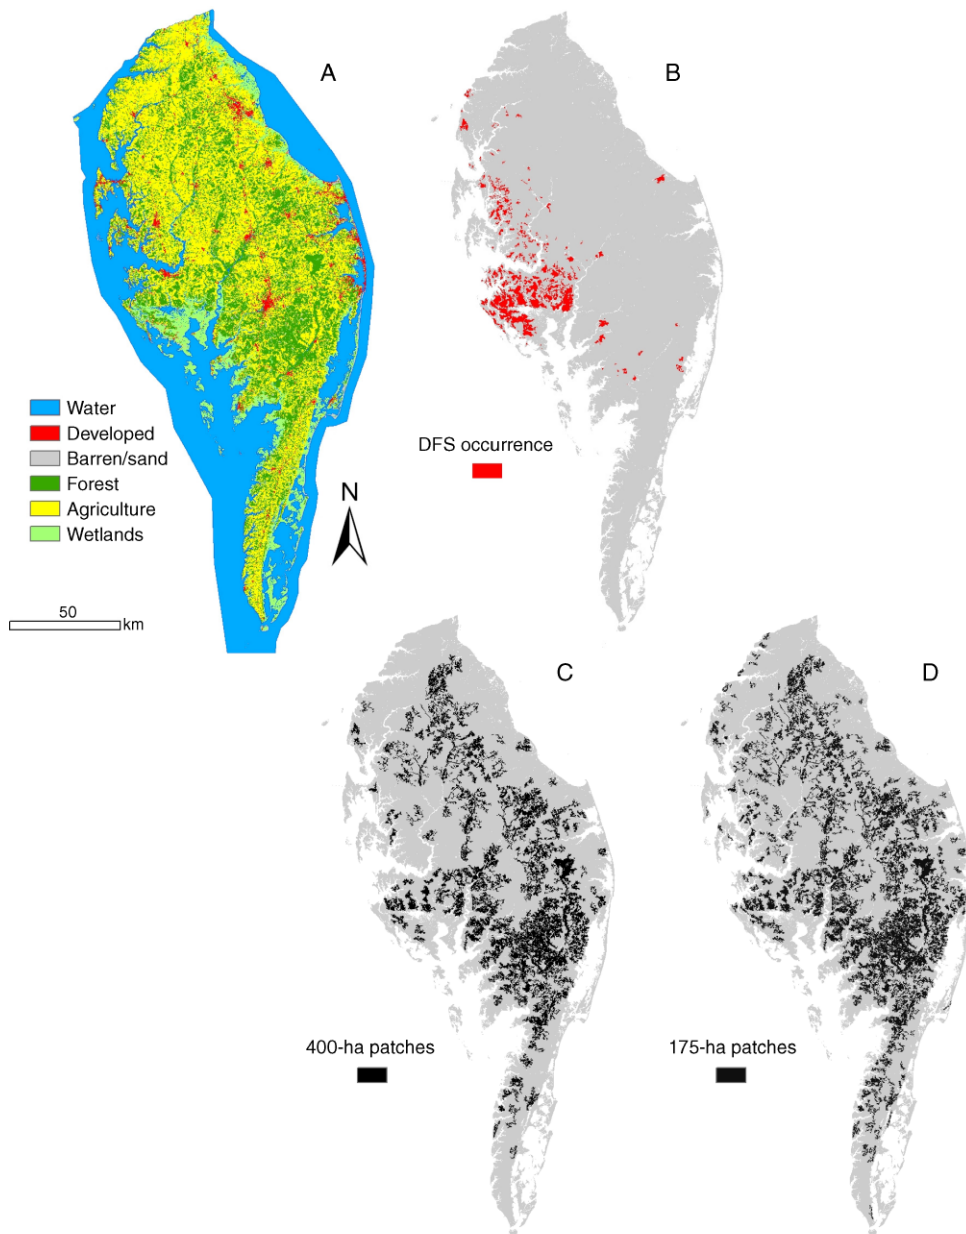 A
B
Water
Developed
Barren/sand
Forest
Agriculture
Wetlands
N
50
km
DFS occurrence
C
D
400-ha patches
175-ha patches